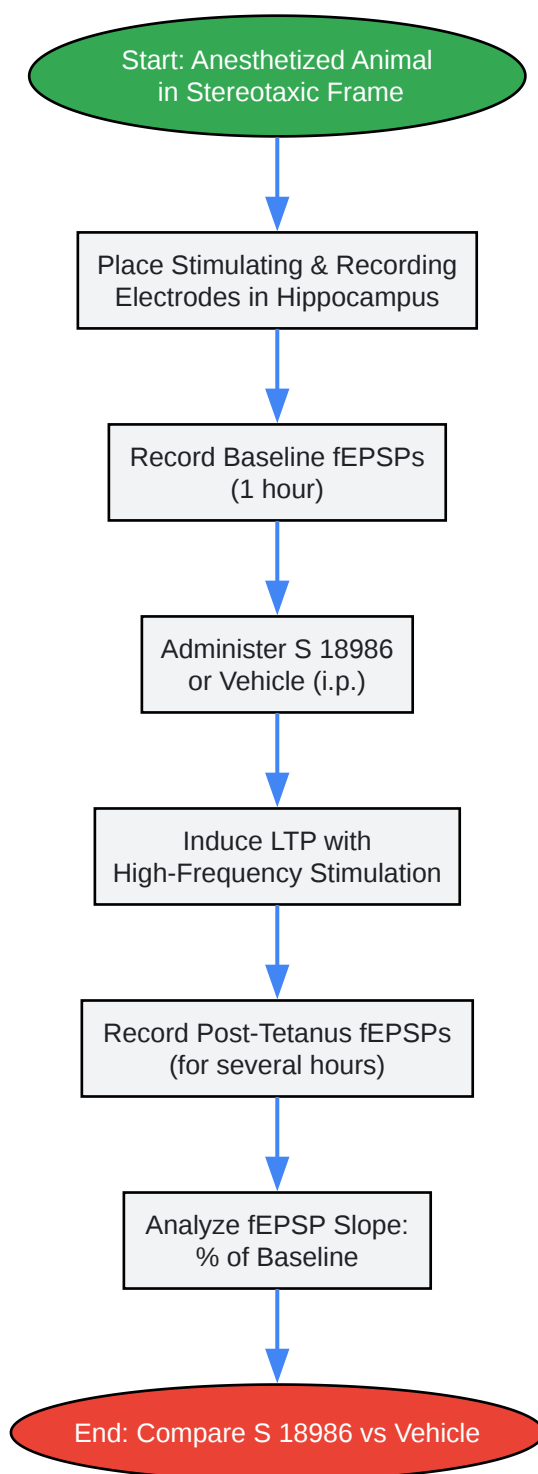 Start: Anesthetized Animal
in Stereotaxic Frame
Place Stimulating & Recording
Electrodes in Hippocampus
Record Baseline fEPSPs
(1 hour)
Administer S 18986
or Vehicle (i.p.)
Induce LTP with
High-Frequency Stimulation
Record Post-Tetanus fEPSPs
(for several hours)
Analyze fEPSP Slope:
% of Baseline
End: Compare S 18986 vs Vehicle